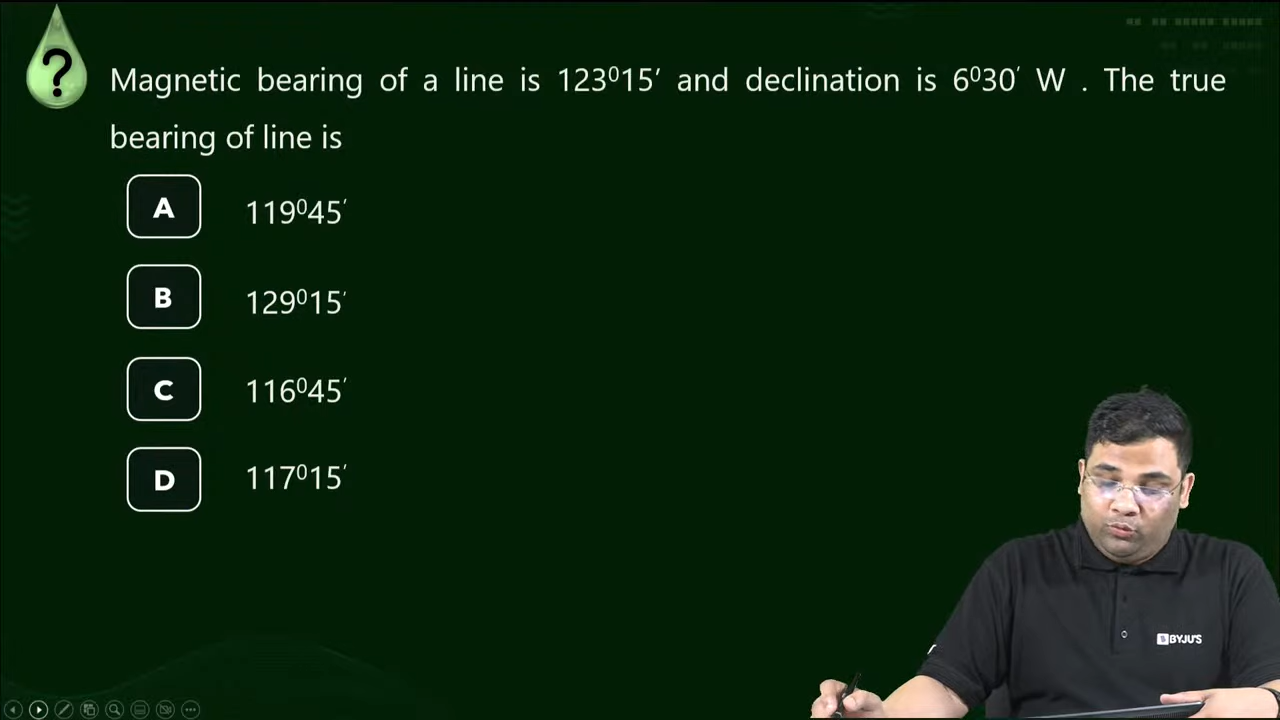 ?
Magnetic bearing of a line is 123⁰15′ and declination is 6⁰30′ W . The true
bearing of line is
A 119⁰45′
B 129⁰15′
C 116⁰45′
D 117⁰15′
B BYJU'S